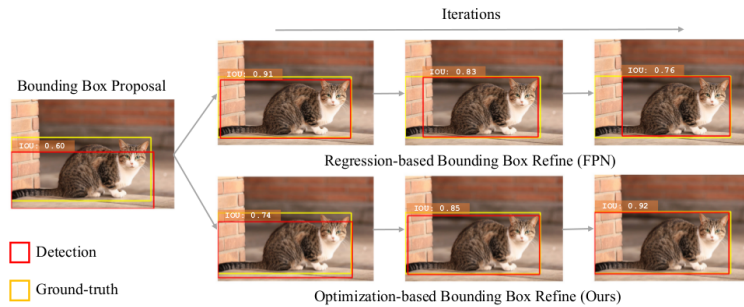 Iterations
Bounding Box Proposal
IOU: 0.60
IOU: 0.91
IOU: 0.83
IOU: 0.76
Regression-based Bounding Box Refine (FPN)
IOU: 0.74
IOU: 0.85
IOU: 0.92
Optimization-based Bounding Box Refine (Ours)
Detection
Ground-truth